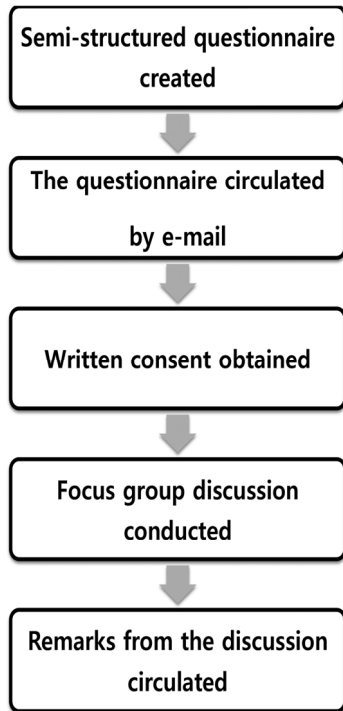 Semi-structured questionnaire
created
The questionnaire circulated
by e-mail
Written consent obtained
Focus group discussion
conducted
Remarks from the discussion
circulated